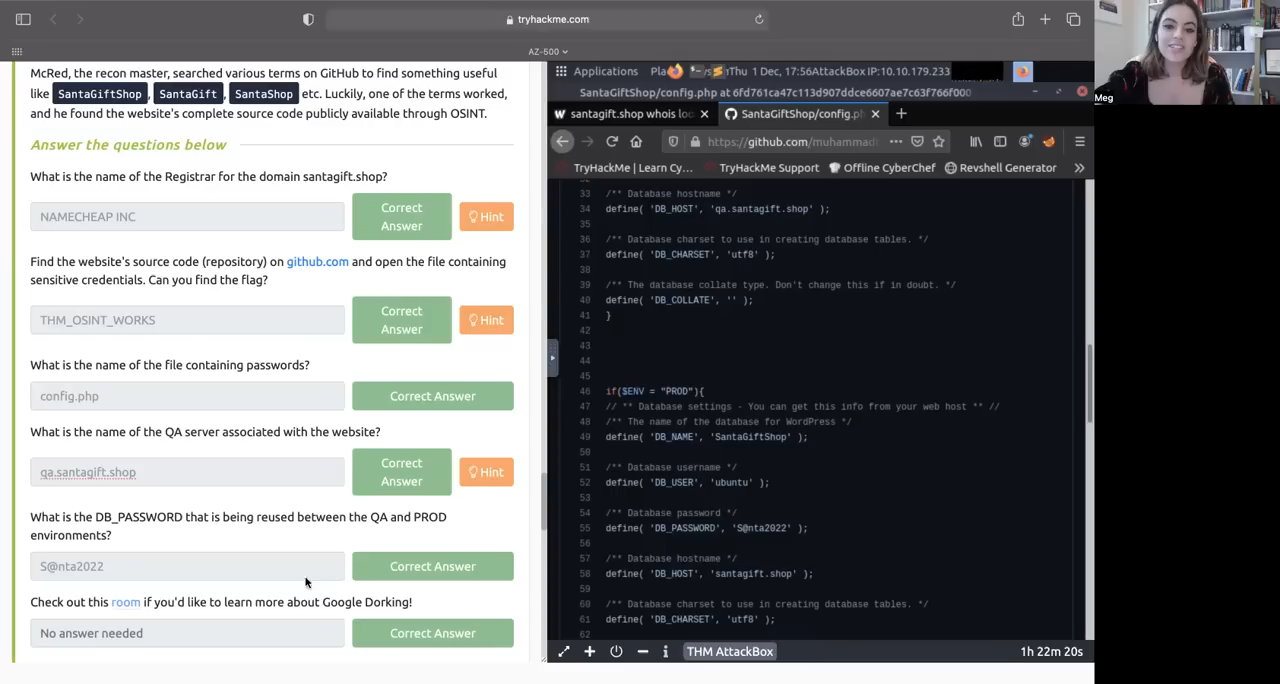 tryhackme.com
AZ-500
McRed, the recon master, searched various terms on GitHub to find something useful
like SantaGiftShop, SantaGift, SantaShop etc. Luckily, one of the terms worked,
and he found the website's complete source code publicly available through OSINT.
Answer the questions below
What is the name of the Registrar for the domain santagift.shop?
NAMECHEAP INC
Correct
Answer
Hint
Find the website's source code (repository) on github.com and open the file containing
sensitive credentials. Can you find the flag?
THM_OSINT_WORKS
Correct
Answer
Hint
What is the name of the file containing passwords?
config.php
Correct Answer
What is the name of the QA server associated with the website?
qa.santagift.shop
Correct
Answer
Hint
What is the DB_PASSWORD that is being reused between the QA and PROD
environments?
S@nta2022
Correct Answer
Check out this room if you'd like to learn more about Google Dorking!
No answer needed
Correct Answer
Applications Pla Thu 1 Dec, 17:56 AttackBox IP:10.10.179.233
SantaGiftShop/config.php at 6fd761ca47c113d907ddce6607ae7c63f766f000
W santagift.shop whois loo
SantaGiftShop/config.ph
https://github.com/muhammad
TryHackMe | Learn Cy… TryHackMe Support Offline CyberChef Revshell Generator
32
33 /** Database hostname */
34 define( 'DB_HOST', 'qa.santagift.shop' );
35
36 /** Database charset to use in creating database tables. */
37 define( 'DB_CHARSET', 'utf8' );
38
39 /** The database collate type. Don't change this if in doubt. */
40 define( 'DB_COLLATE', '' );
41 }
42
43
44
45
46 if($ENV = "PROD"){
47 // ** Database settings - You can get this info from your web host ** //
48 /** The name of the database for WordPress */
49 define( 'DB_NAME', 'SantaGiftShop' );
50
51 /** Database username */
52 define( 'DB_USER', 'ubuntu' );
53
54 /** Database password */
55 define( 'DB_PASSWORD', 'S@nta2022' );
56
57 /** Database hostname */
58 define( 'DB_HOST', 'santagift.shop' );
59
60 /** Database charset to use in creating database tables. */
61 define( 'DB_CHARSET', 'utf8' );
62
THM AttackBox
1h 22m 20s
Meg